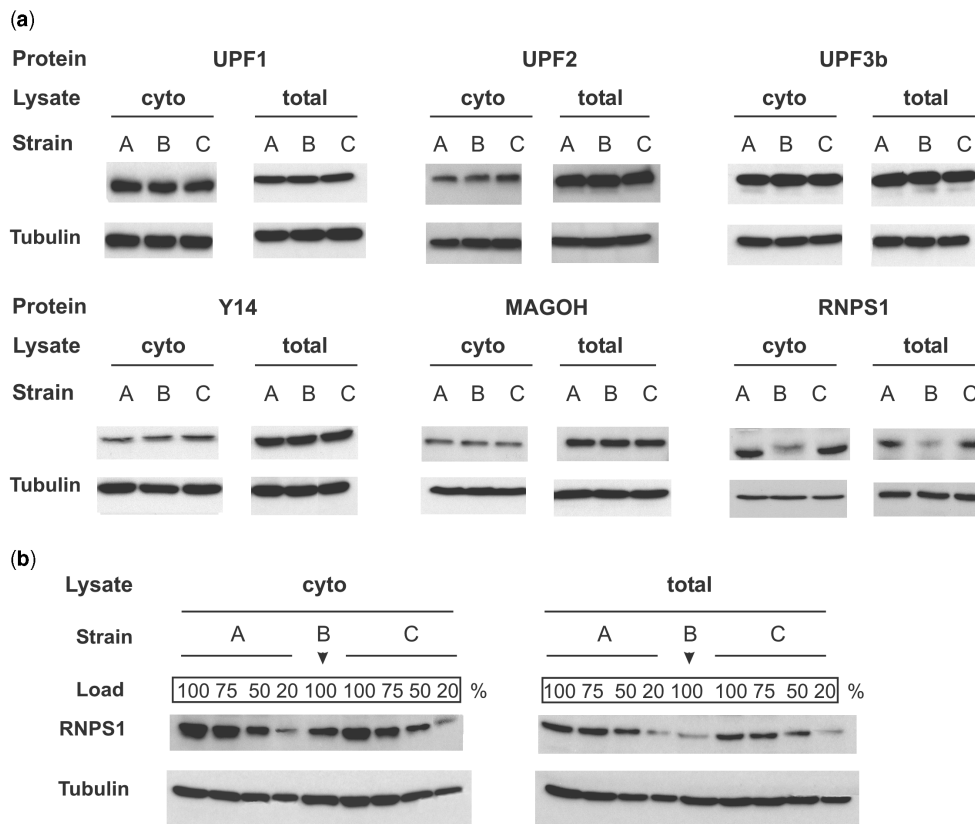 (a)
Protein UPF1 UPF2 UPF3b
Lysate cyto total cyto total cyto total
Strain A B C A B C A B C A B C A B C A B C
Tubulin
Protein Y14 MAGOH RNPS1
Lysate cyto total cyto total cyto total
Strain A B C A B C A B C A B C A B C A B C
Tubulin
(b)
Lysate cyto total
Strain A B C A B C
Load 100 75 50 20 100 100 75 50 20 % 100 75 50 20 100 100 75 50 20 %
RNPS1
Tubulin